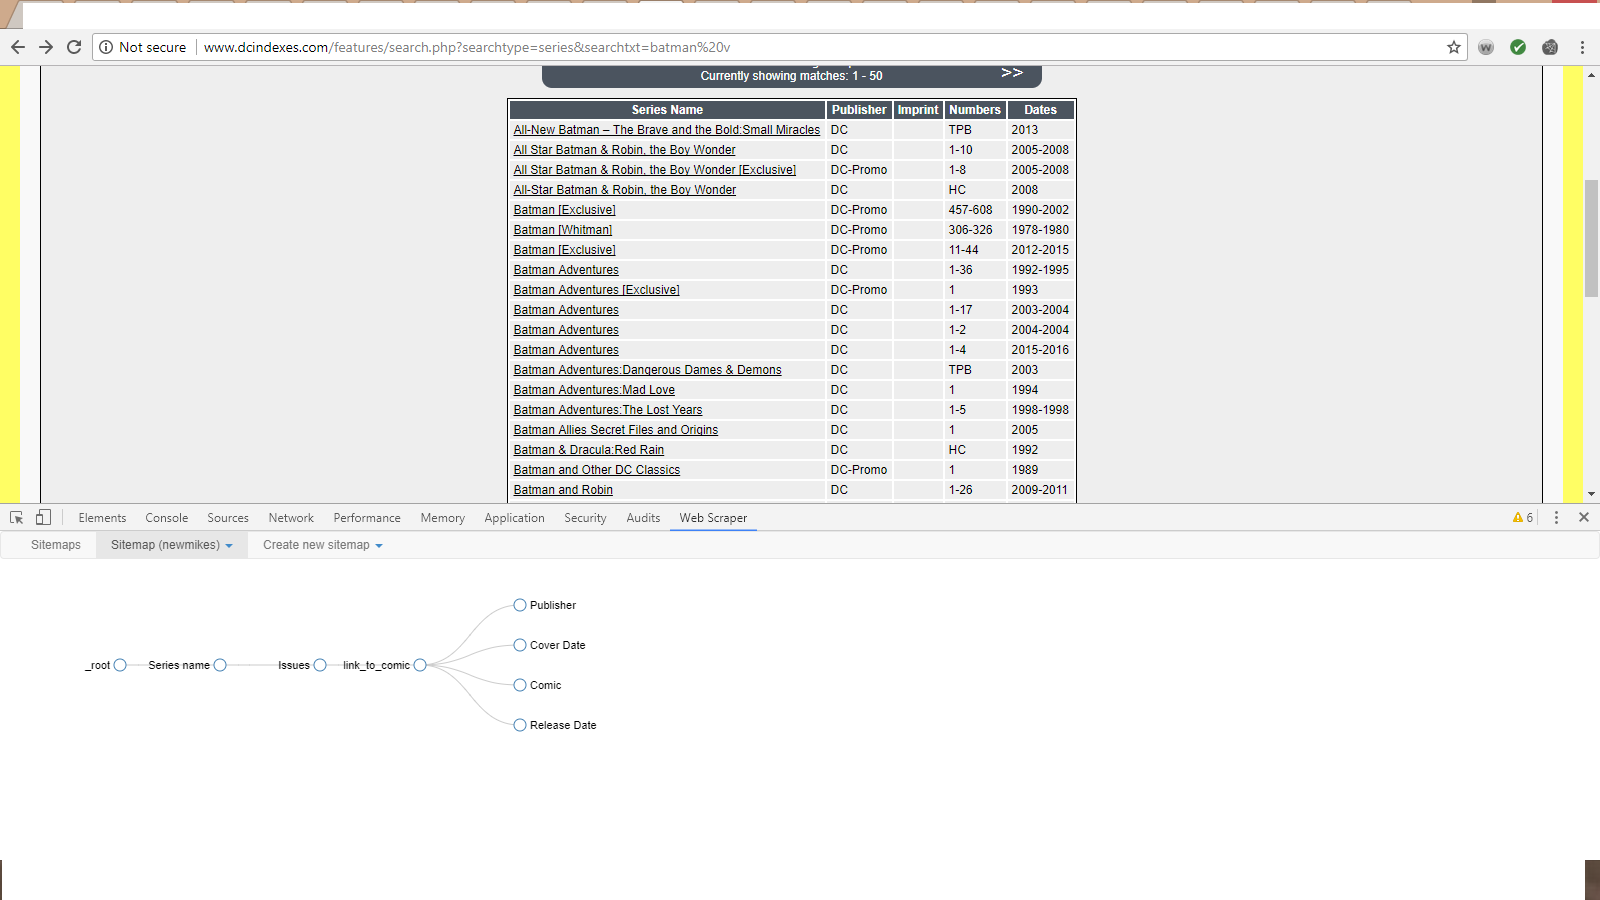 Not secure www.dcindexes.com/features/search.php?searchtype=series&searchtxt=batman%20v
Currently showing matches: 1 - 50 >>
Series Name Publisher Imprint Numbers Dates
All-New Batman – The Brave and the Bold:Small Miracles DC TPB 2013
All Star Batman & Robin, the Boy Wonder DC 1-10 2005-2008
All Star Batman & Robin, the Boy Wonder [Exclusive] DC-Promo 1-8 2005-2008
All-Star Batman & Robin, the Boy Wonder DC HC 2008
Batman [Exclusive] DC-Promo 457-608 1990-2002
Batman [Whitman] DC-Promo 306-326 1978-1980
Batman [Exclusive] DC-Promo 11-44 2012-2015
Batman Adventures DC 1-36 1992-1995
Batman Adventures [Exclusive] DC-Promo 1 1993
Batman Adventures DC 1-17 2003-2004
Batman Adventures DC 1-2 2004-2004
Batman Adventures DC 1-4 2015-2016
Batman Adventures:Dangerous Dames & Demons DC TPB 2003
Batman Adventures:Mad Love DC 1 1994
Batman Adventures:The Lost Years DC 1-5 1998-1998
Batman Allies Secret Files and Origins DC 1 2005
Batman & Dracula:Red Rain DC HC 1992
Batman and Other DC Classics DC-Promo 1 1989
Batman and Robin DC 1-26 2009-2011
Elements Console Sources Network Performance Memory Application Security Audits Web Scraper 6
Sitemaps Sitemap (newmikes) Create new sitemap
Publisher
Cover Date
_root Series name Issues link_to_comic
Comic
Release Date